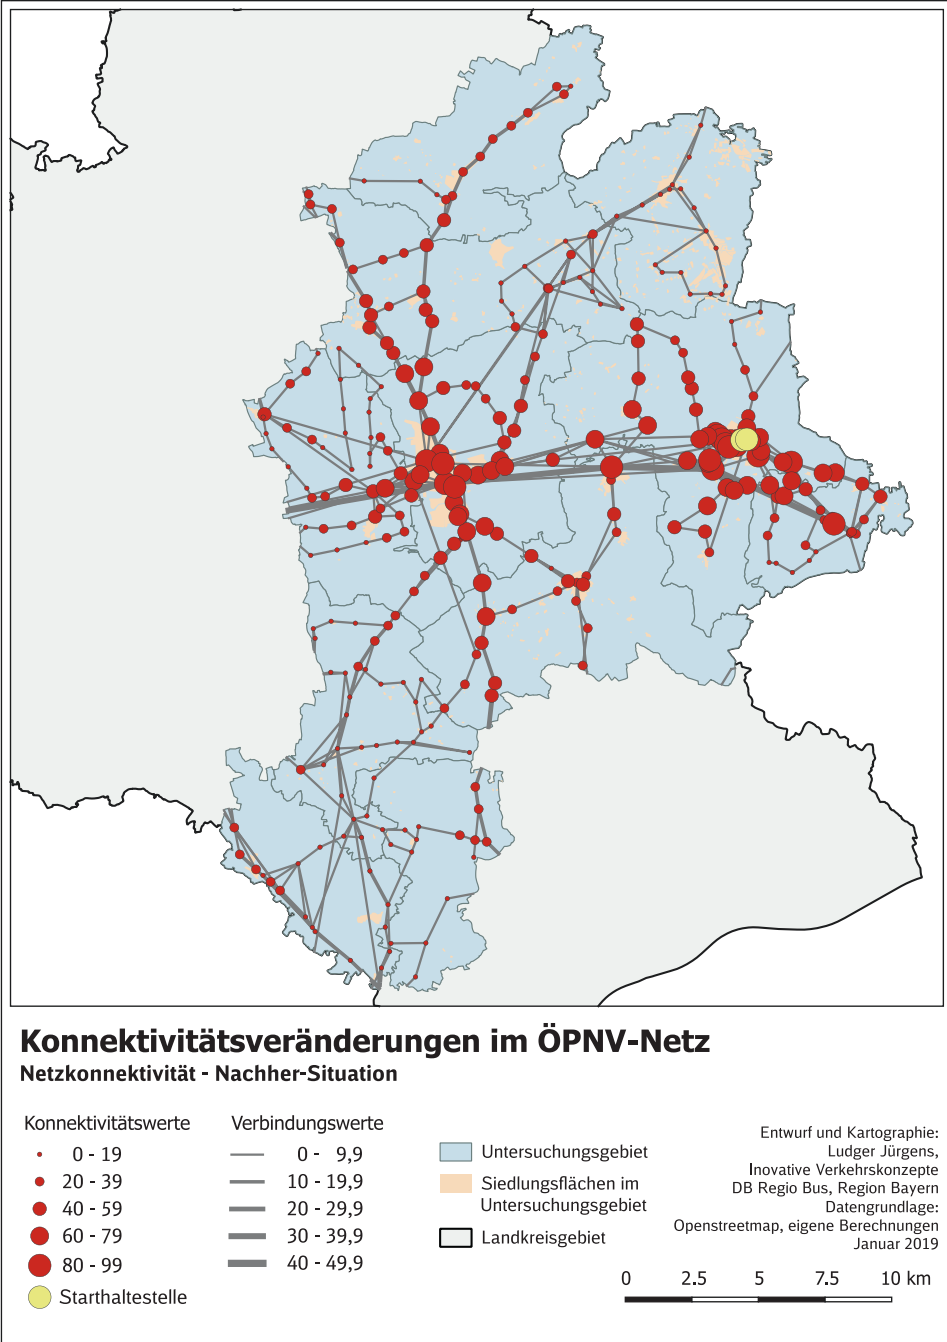 Konnektivitätsveränderungen im ÖPNV-Netz
Netzkonnektivität - Nachher-Situation
Konnektivitätswerte
0 - 19
20 - 39
40 - 59
60 - 79
80 - 99
Starthaltestelle
Verbindungswerte
0 - 9,9
10 - 19,9
20 - 29,9
30 - 39,9
40 - 49,9
Untersuchungsgebiet
Siedlungsflächen im
Untersuchungsgebiet
Landkreisgebiet
Entwurf und Kartographie:
Ludger Jürgens,
Inovative Verkehrskonzepte
DB Regio Bus, Region Bayern
Datengrundlage:
Openstreetmap, eigene Berechnungen
Januar 2019
0 2.5 5 7.5 10 km